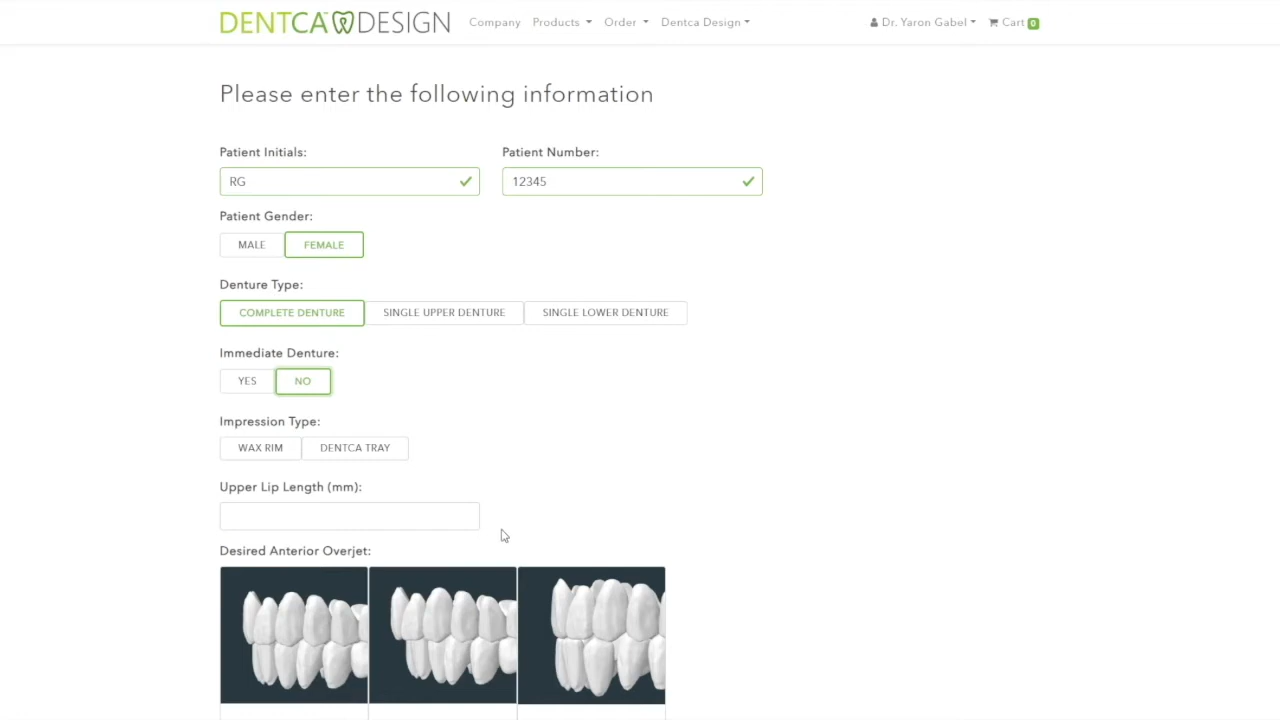 DENTCA DESIGN Company Products Order Dentca Design Dr. Yaron Gabel Cart 0
Please enter the following information
Patient Initials: Patient Number:
RG 12345
Patient Gender:
MALE FEMALE
Denture Type:
COMPLETE DENTURE SINGLE UPPER DENTURE SINGLE LOWER DENTURE
Immediate Denture:
YES NO
Impression Type:
WAX RIM DENTCA TRAY
Upper Lip Length (mm):
Desired Anterior Overjet: